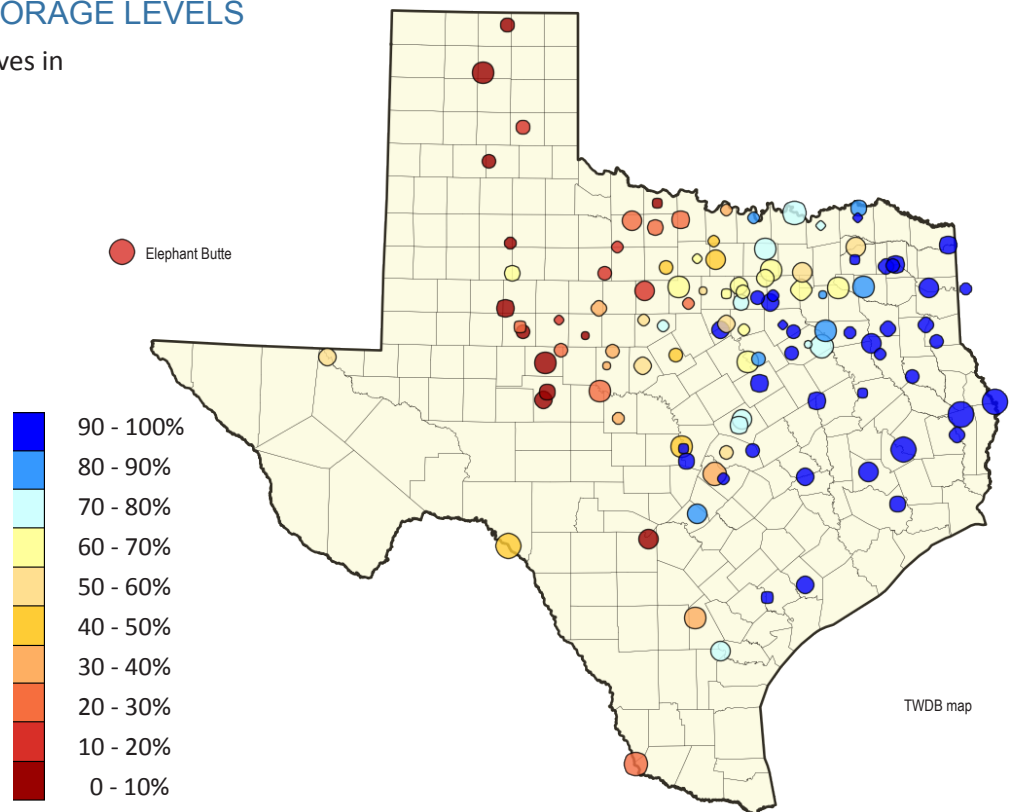 ORAGE LEVELS
ves in
Elephant Butte
90 - 100%
80 - 90%
70 - 80%
60 - 70%
50 - 60%
40 - 50%
30 - 40%
20 - 30%
10 - 20%
0 - 10%
TWDB map